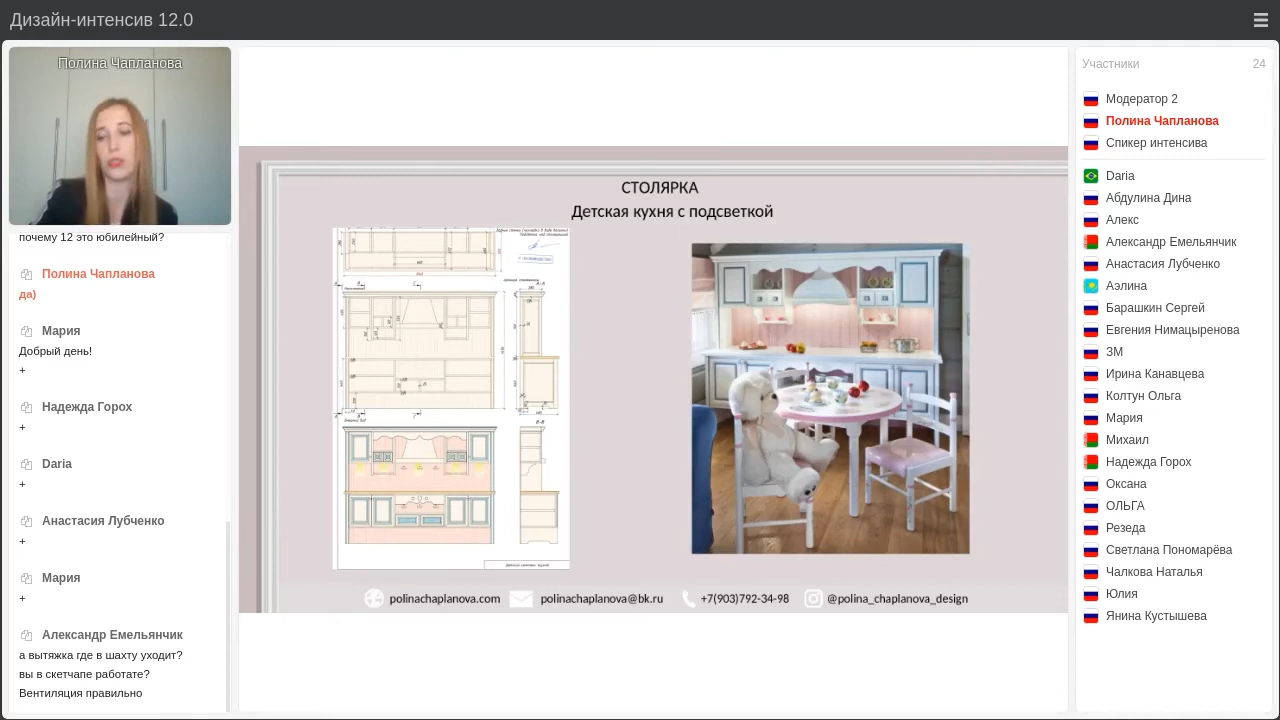 Дизайн-интенсив 12.0
Полина Чапланова
почему 12 это юбилейный?
Полина Чапланова
да)
Мария
Добрый день!
+
Надежда Горох
+
Daria
+
Анастасия Лубченко
+
Мария
+
Александр Емельянчик
а вытяжка где в шахту уходит?
вы в скетчапе работате?
Вентиляция правильно
СТОЛЯРКА
Детская кухня с подсветкой
А-А
Б-Б
polinachaplanova.com
polinachaplanova@bk.ru
+7(903)792-34-98
@polina_chaplanova_design
Участники 24
Модератор 2
Полина Чапланова
Спикер интенсива
Daria
Абдулина Дина
Алекс
Александр Емельянчик
Анастасия Лубченко
Аэлина
Барашкин Сергей
Евгения Нимацыренова
ЗМ
Ирина Канавцева
Колтун Ольга
Мария
Михаил
Надежда Горох
Оксана
ОЛЬГА
Резеда
Светлана Пономарёва
Чалкова Наталья
Юлия
Янина Кустышева